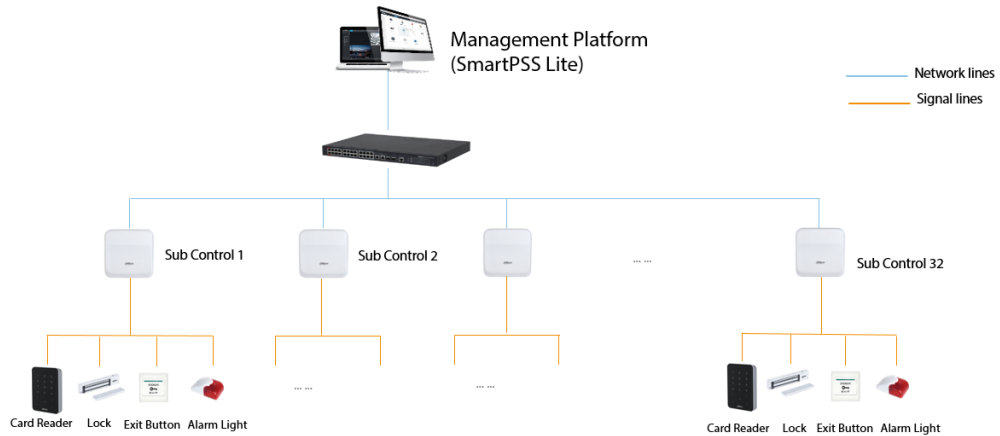 Management Platform
(SmartPSS Lite)
Network lines
Signal lines
Sub Control 1
Sub Control 2
... ...
Sub Control 32
... ...
... ...
Card Reader
Lock
Exit Button
Alarm Light
Card Reader
Lock
Exit Button
Alarm Light